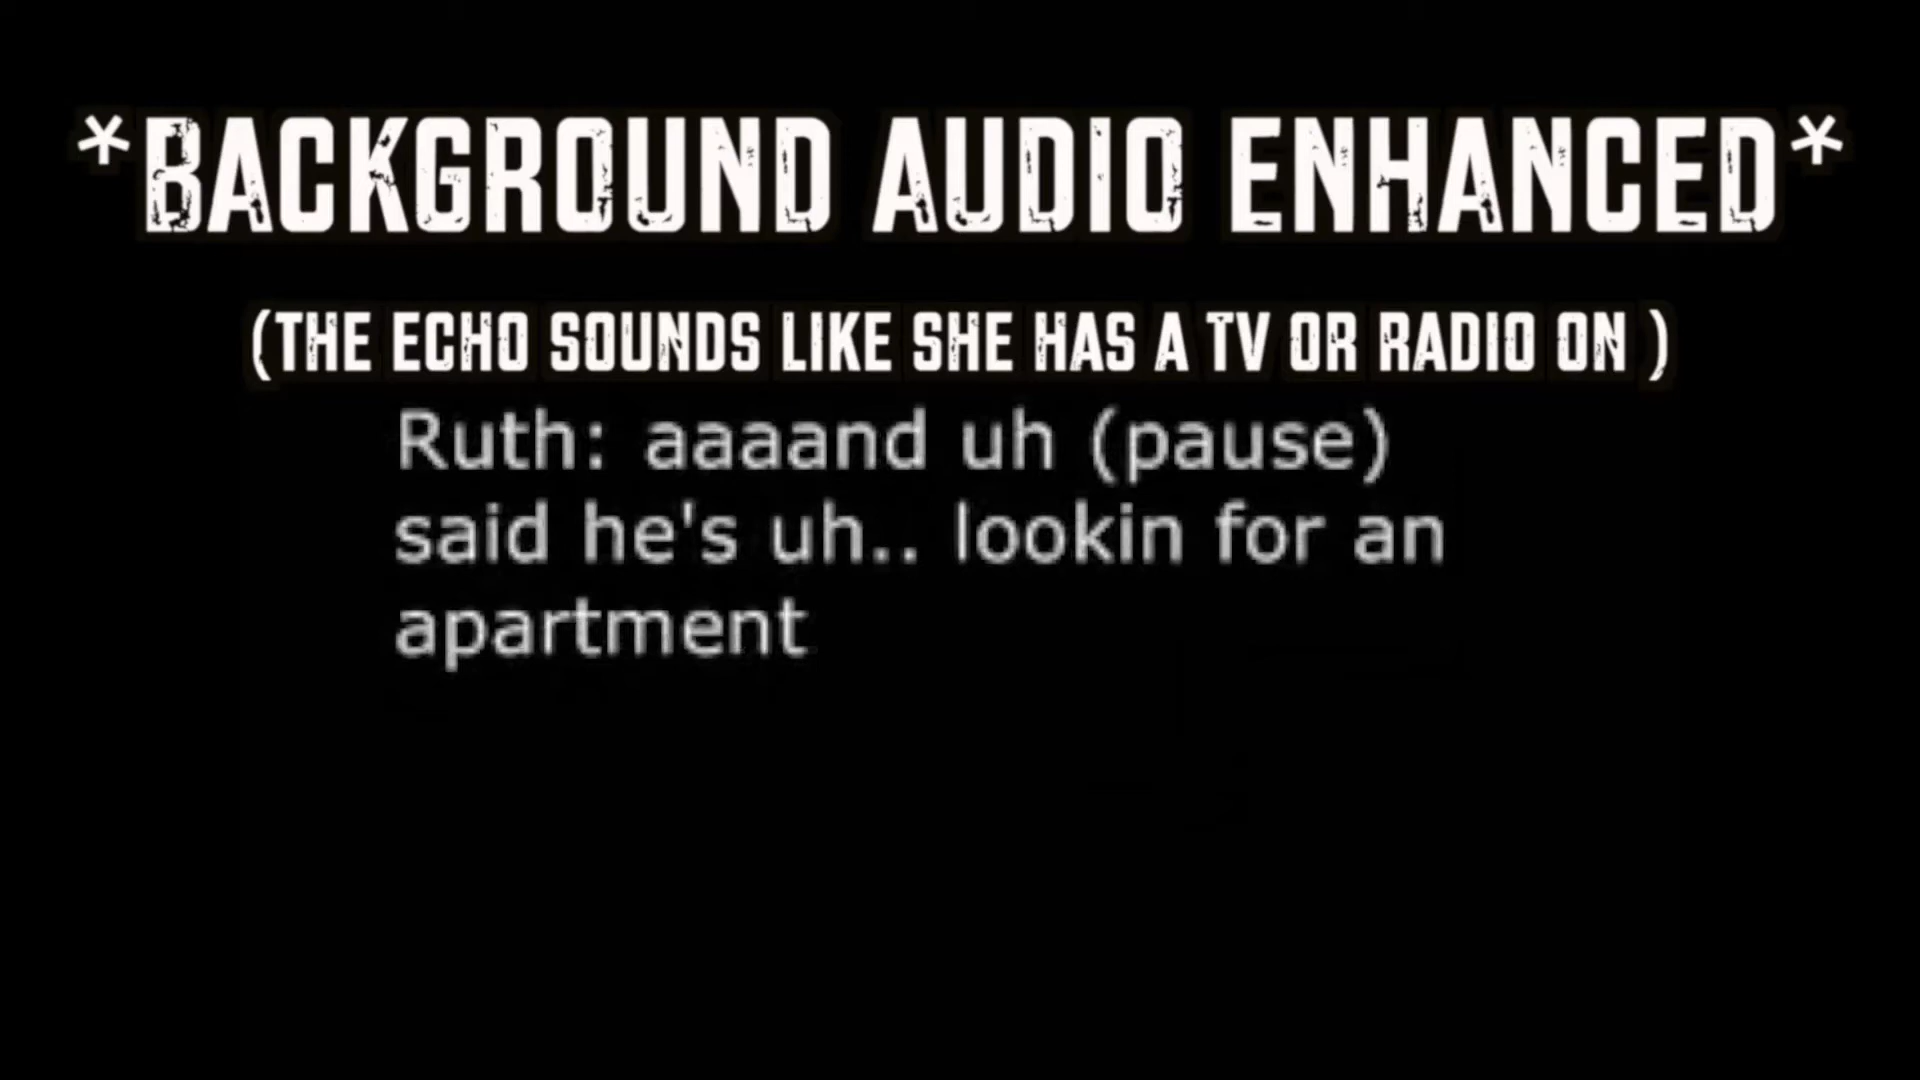 *BACKGROUND AUDIO ENHANCED*
(THE ECHO SOUNDS LIKE SHE HAS A TV OR RADIO ON )
Ruth: aaaand uh (pause)
said he's uh.. lookin for an
apartment